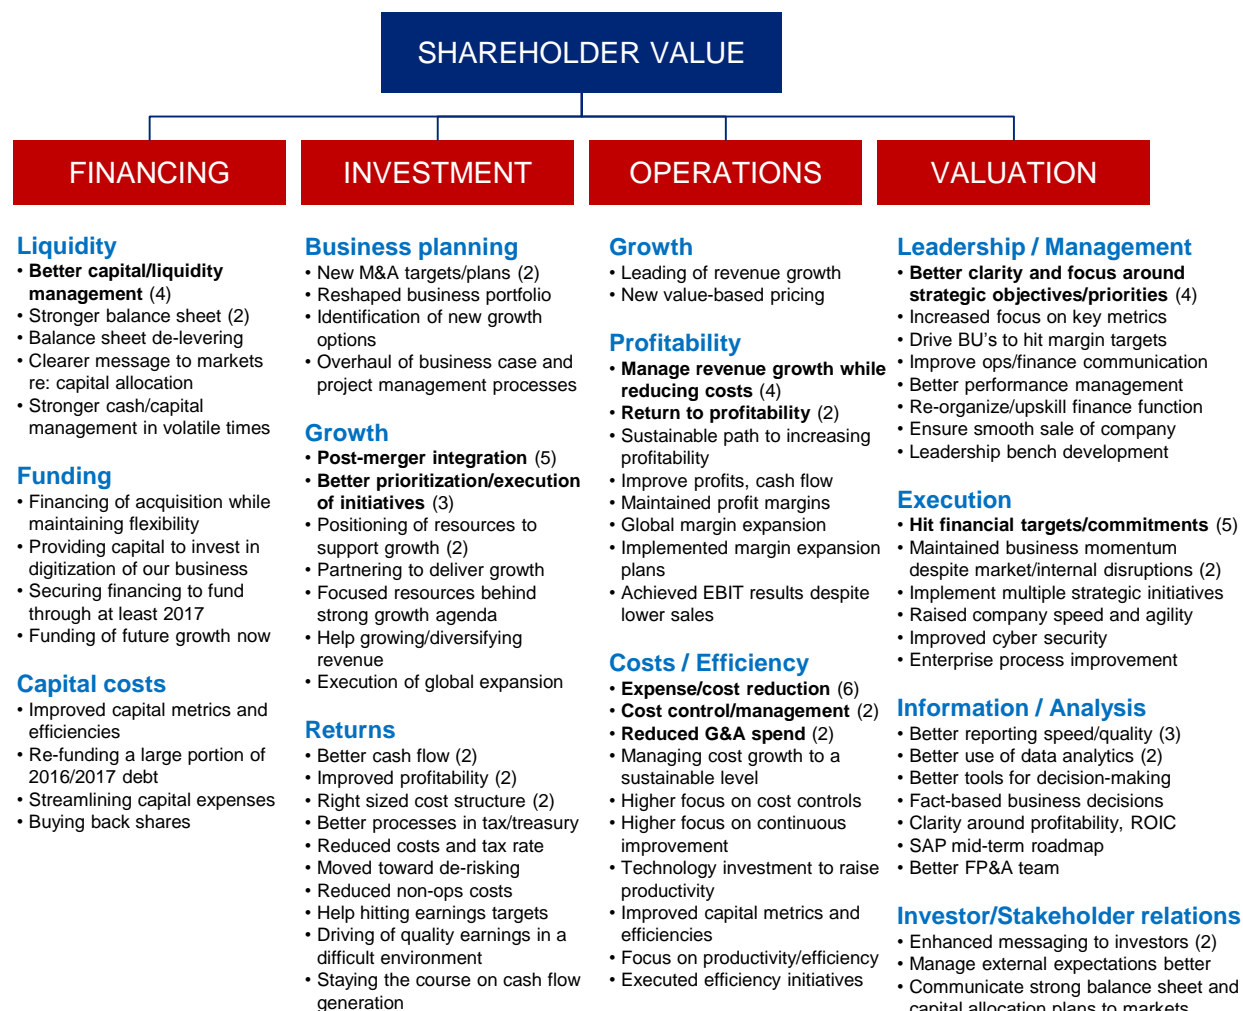 SHAREHOLDER VALUE
FINANCING
INVESTMENT
OPERATIONS
VALUATION
Liquidity
• Better capital/liquidity
management (4)
• Stronger balance sheet (2)
• Balance sheet de-levering
• Clearer message to markets
re: capital allocation
• Stronger cash/capital
management in volatile times
Funding
• Financing of acquisition while
maintaining flexibility
• Providing capital to invest in
digitization of our business
• Securing financing to fund
through at least 2017
• Funding of future growth now
Capital costs
• Improved capital metrics and
efficiencies
• Re-funding a large portion of
2016/2017 debt
• Streamlining capital expenses
• Buying back shares
Business planning
• New M&A targets/plans (2)
• Reshaped business portfolio
• Identification of new growth
options
• Overhaul of business case and
project management processes
Growth
• Post-merger integration (5)
• Better prioritization/execution
of initiatives (3)
• Positioning of resources to
support growth (2)
• Partnering to deliver growth
• Focused resources behind
strong growth agenda
• Help growing/diversifying
revenue
• Execution of global expansion
Returns
• Better cash flow (2)
• Improved profitability (2)
• Right sized cost structure (2)
• Better processes in tax/treasury
• Reduced costs and tax rate
• Moved toward de-risking
• Reduced non-ops costs
• Help hitting earnings targets
• Driving of quality earnings in a
difficult environment
• Staying the course on cash flow
generation
Growth
• Leading of revenue growth
• New value-based pricing
Profitability
• Manage revenue growth while
reducing costs (4)
• Return to profitability (2)
• Sustainable path to increasing
profitability
• Improve profits, cash flow
• Maintained profit margins
• Global margin expansion
• Implemented margin expansion
plans
• Achieved EBIT results despite
lower sales
Costs / Efficiency
• Expense/cost reduction (6)
• Cost control/management (2)
• Reduced G&A spend (2)
• Managing cost growth to a
sustainable level
• Higher focus on cost controls
• Higher focus on continuous
improvement
• Technology investment to raise
productivity
• Improved capital metrics and
efficiencies
• Focus on productivity/efficiency
• Executed efficiency initiatives
Leadership / Management
• Better clarity and focus around
strategic objectives/priorities (4)
• Increased focus on key metrics
• Drive BU's to hit margin targets
• Improve ops/finance communication
• Better performance management
• Re-organize/upskill finance function
• Ensure smooth sale of company
• Leadership bench development
Execution
• Hit financial targets/commitments (5)
• Maintained business momentum
despite market/internal disruptions (2)
• Implement multiple strategic initiatives
• Raised company speed and agility
• Improved cyber security
• Enterprise process improvement
Information / Analysis
• Better reporting speed/quality (3)
• Better use of data analytics (2)
• Better tools for decision-making
• Fact-based business decisions
• Clarity around profitability, ROIC
• SAP mid-term roadmap
• Better FP&A team
Investor/Stakeholder relations
• Enhanced messaging to investors (2)
• Manage external expectations better
• Communicate strong balance sheet and
capital allocation plans to markets